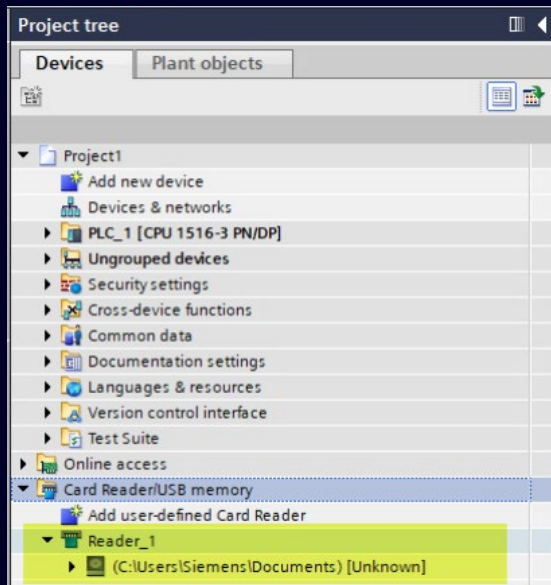 Project tree
Devices
Plant objects
Project1
Add new device
Devices & networks
PLC_1 [CPU 1516-3 PN/DP]
Ungrouped devices
Security settings
Cross-device functions
Common data
Documentation settings
Languages & resources
Version control interface
Test Suite
Online access
Card Reader/USB memory
Add user-defined Card Reader
Reader_1
(C:\Users\Siemens\Documents) [Unknown]